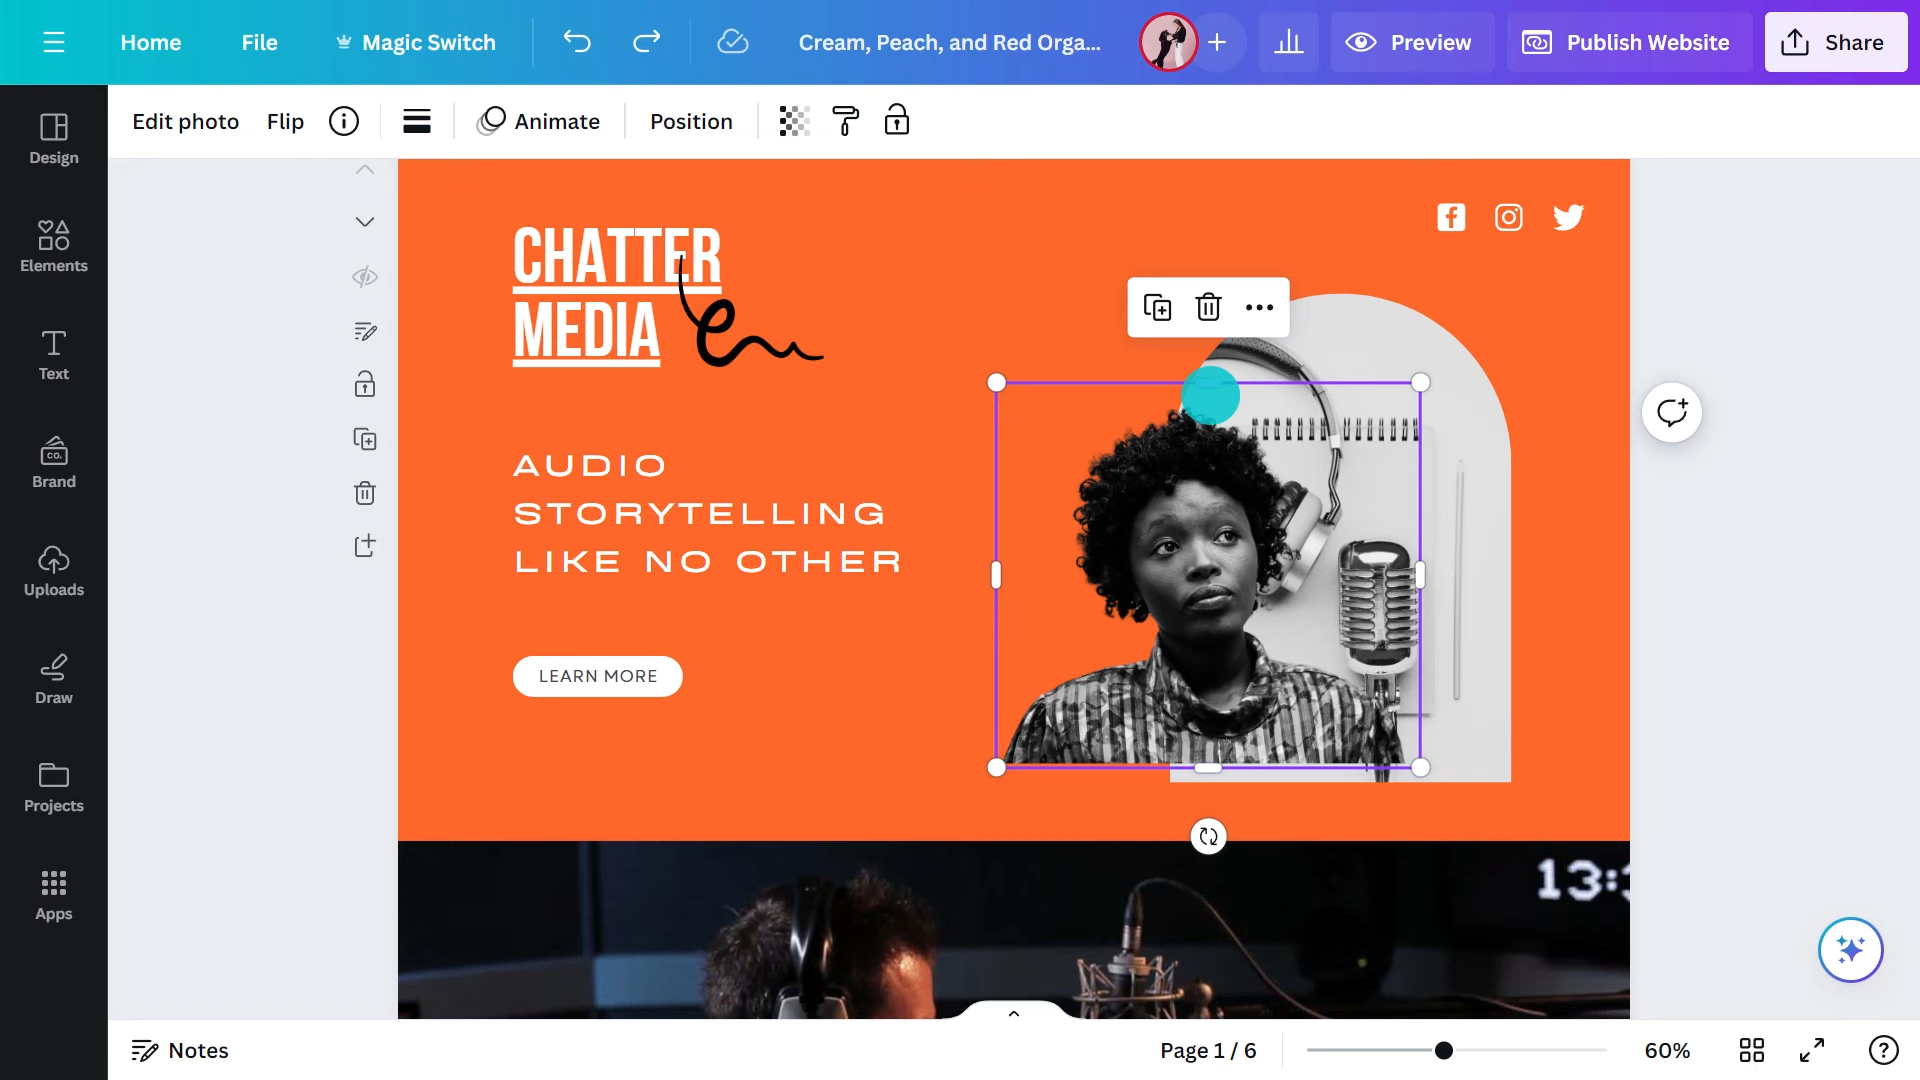 Home
File
Magic Switch
Cream, Peach, and Red Orga...
Preview
Publish Website
Share
Edit photo
Flip
Animate
Position
Design
Elements
Text
CO.
Brand
Uploads
Draw
Projects
Apps
CHATTER
MEDIA
AUDIO
STORYTELLING
LIKE NO OTHER
LEARN MORE
Notes
Page 1 / 6
60%